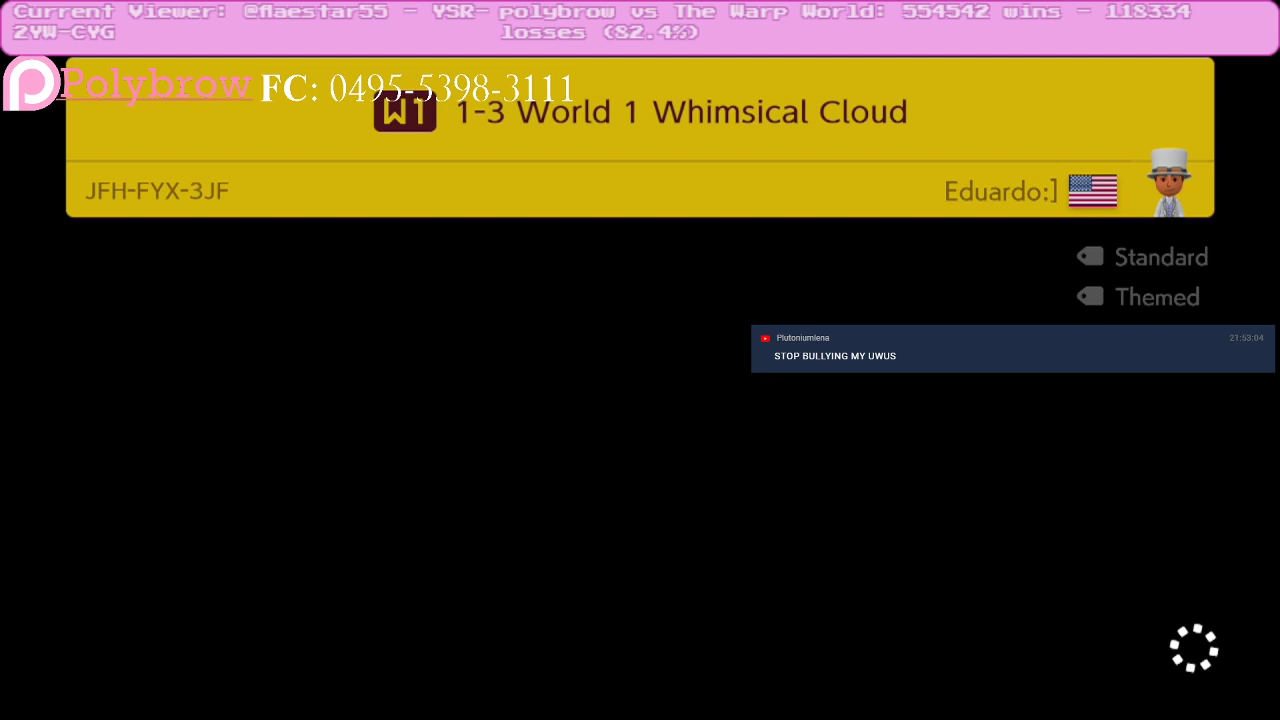 Current Viewer: @flaestar55 - YSR-
2YW-CYG
polybrow vs The Warp World: 554542 wins - 118334
losses (82.4%)
Polybrow
FC: 0495-5398-3111
W1 1-3 World 1 Whimsical Cloud
JFH-FYX-3JF
Eduardo:]
Standard
Themed
Plutoniumlena
21:53:04
STOP BULLYING MY UWUS